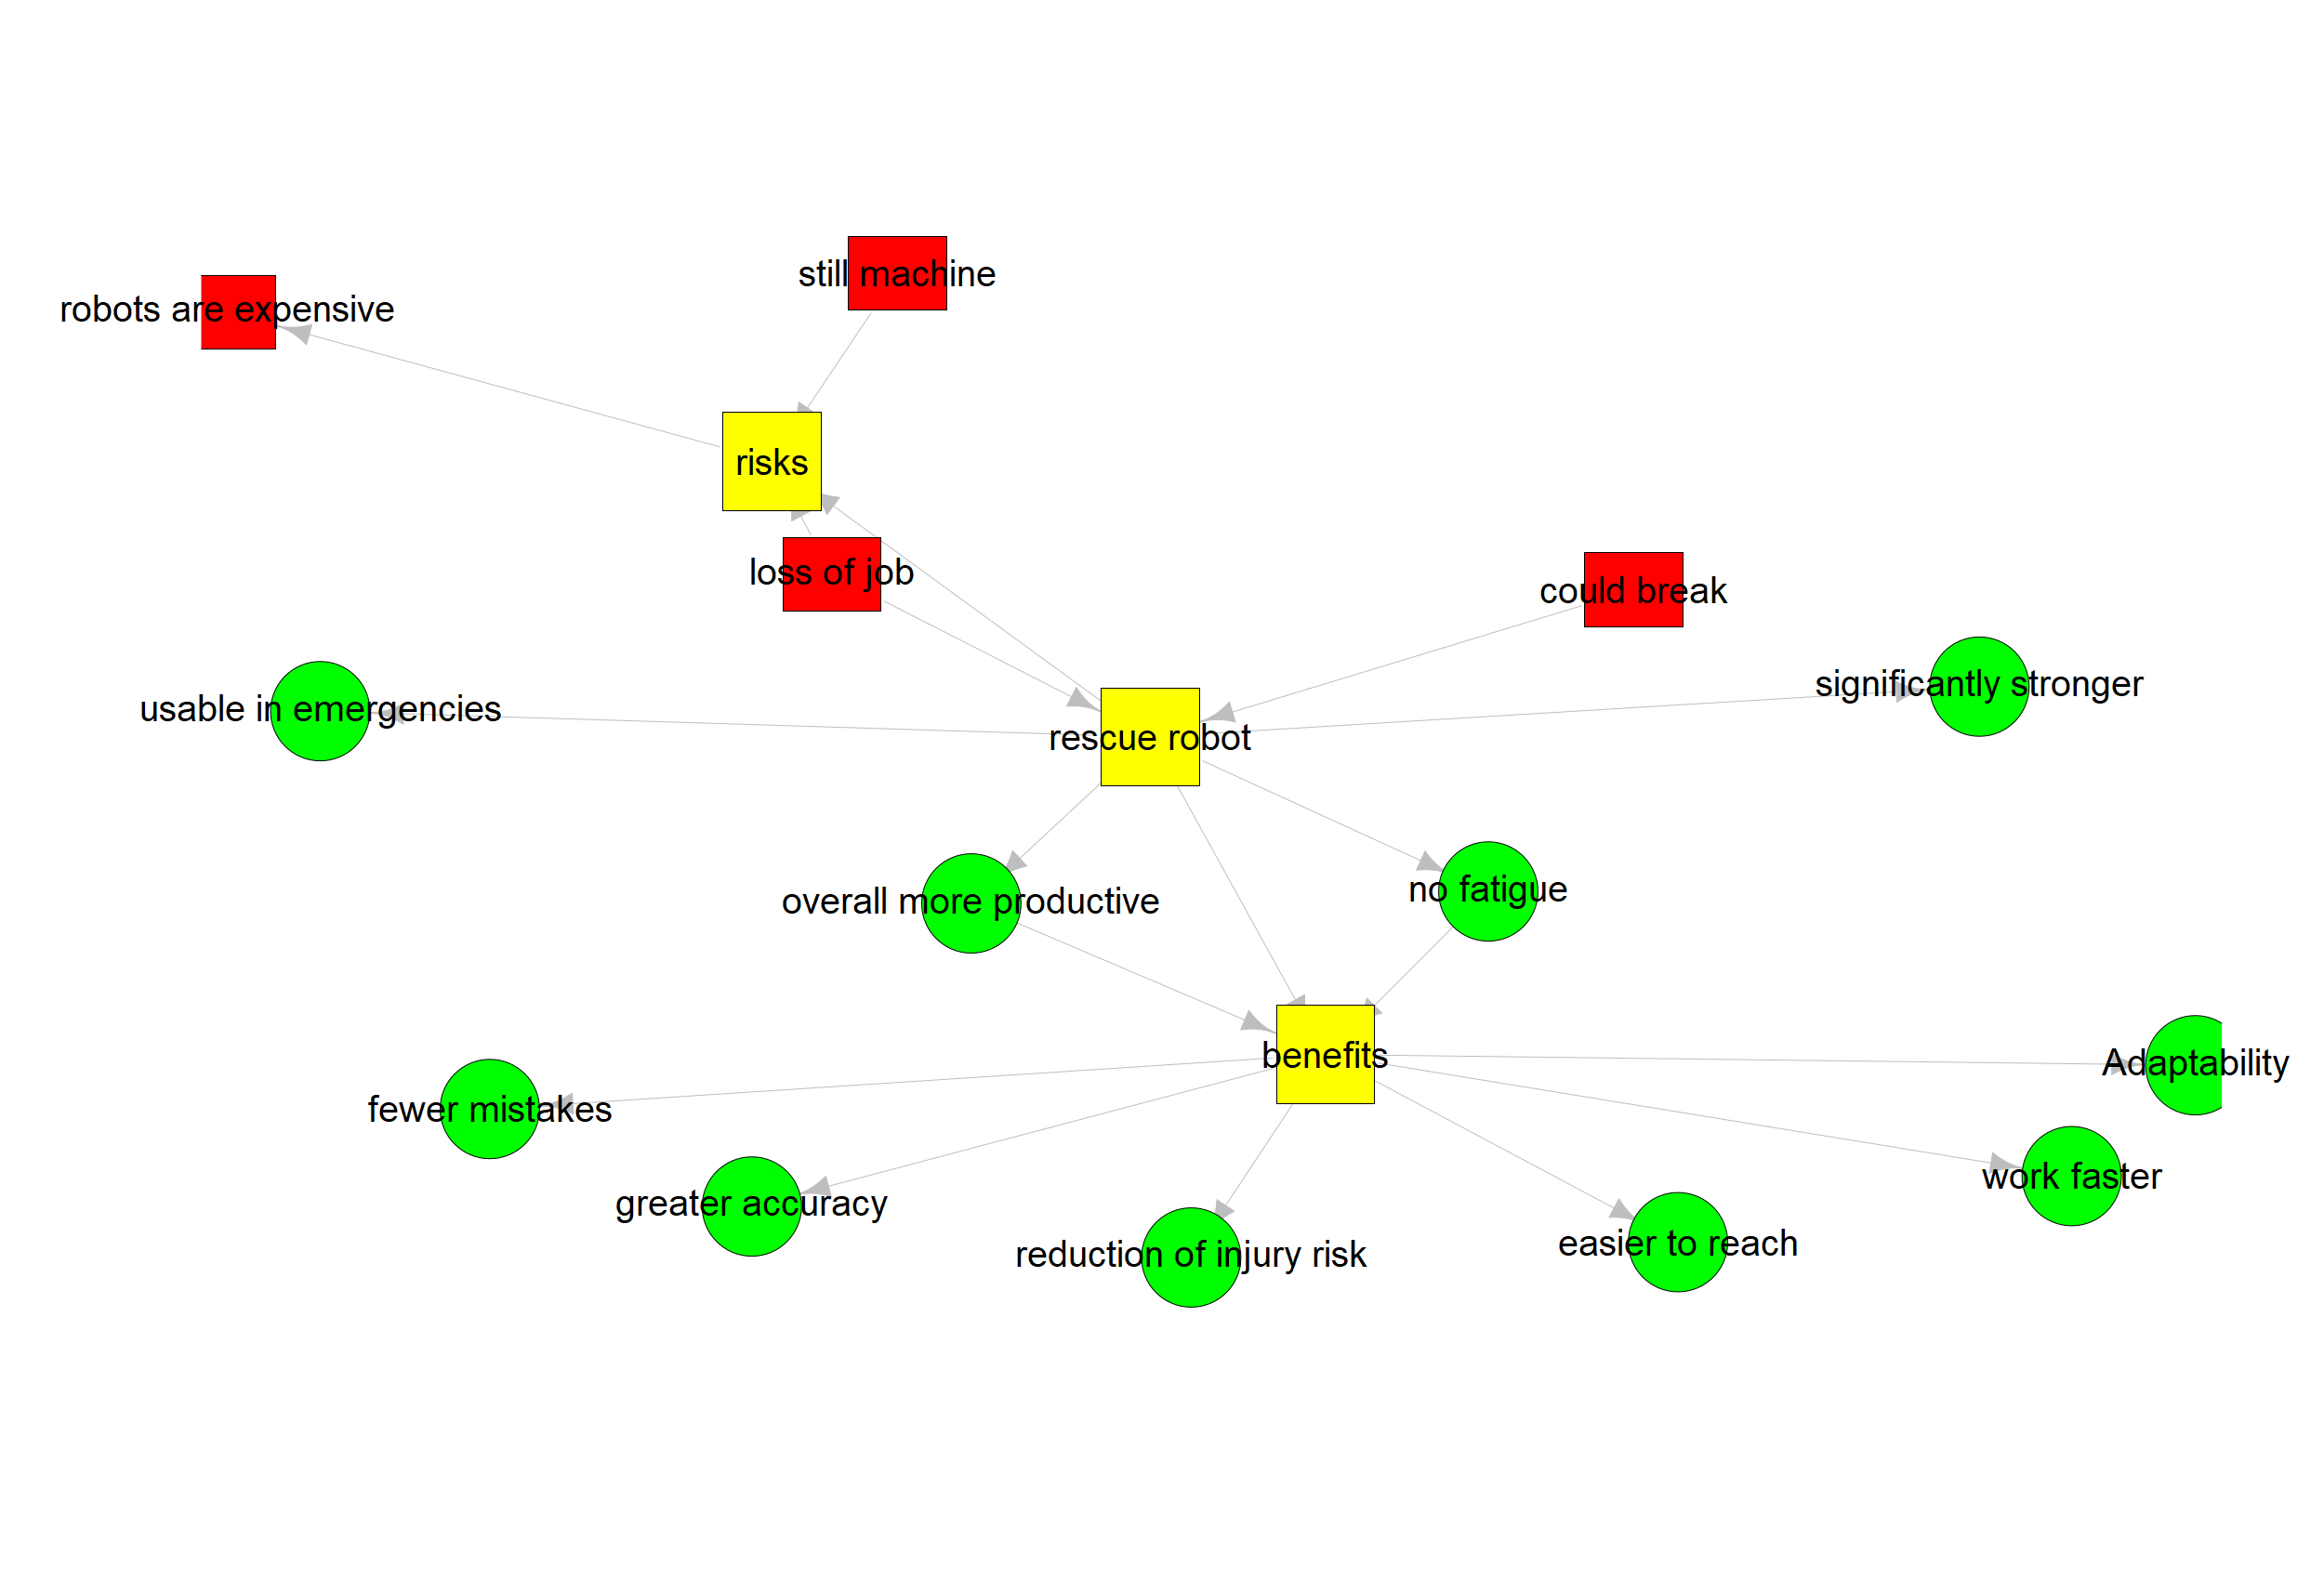 still machine
robots are expensive
risks
loss of job
could break
significantly stronger
usable in emergencies
rescue robot
no fatigue
overall more productive
benefits
Adaptability
fewer mistakes
work faster
greater accuracy
easier to reach
reduction of injury risk